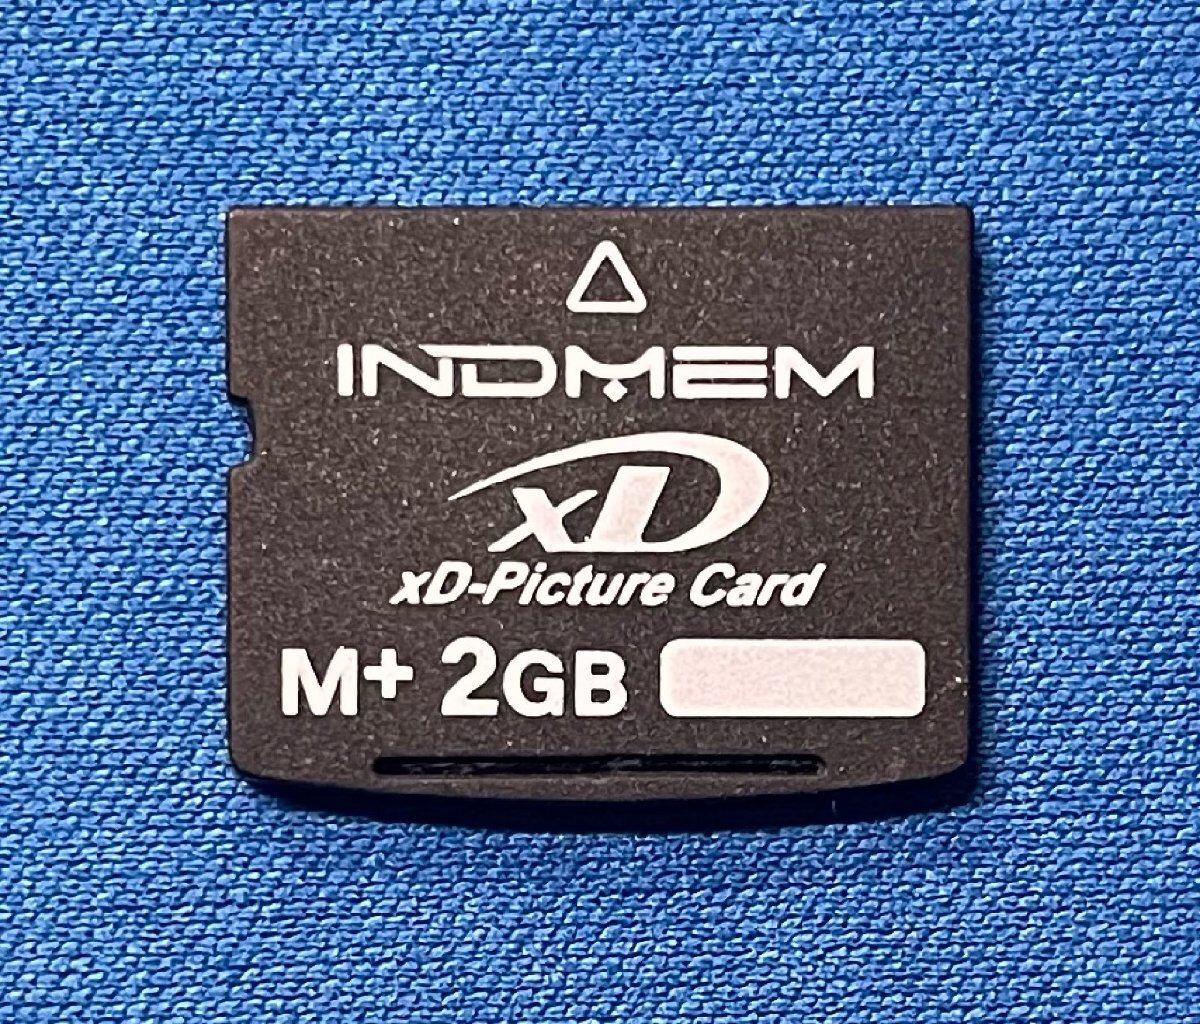 INDMEM
xD
xD-Picture Card
M+ 2GB